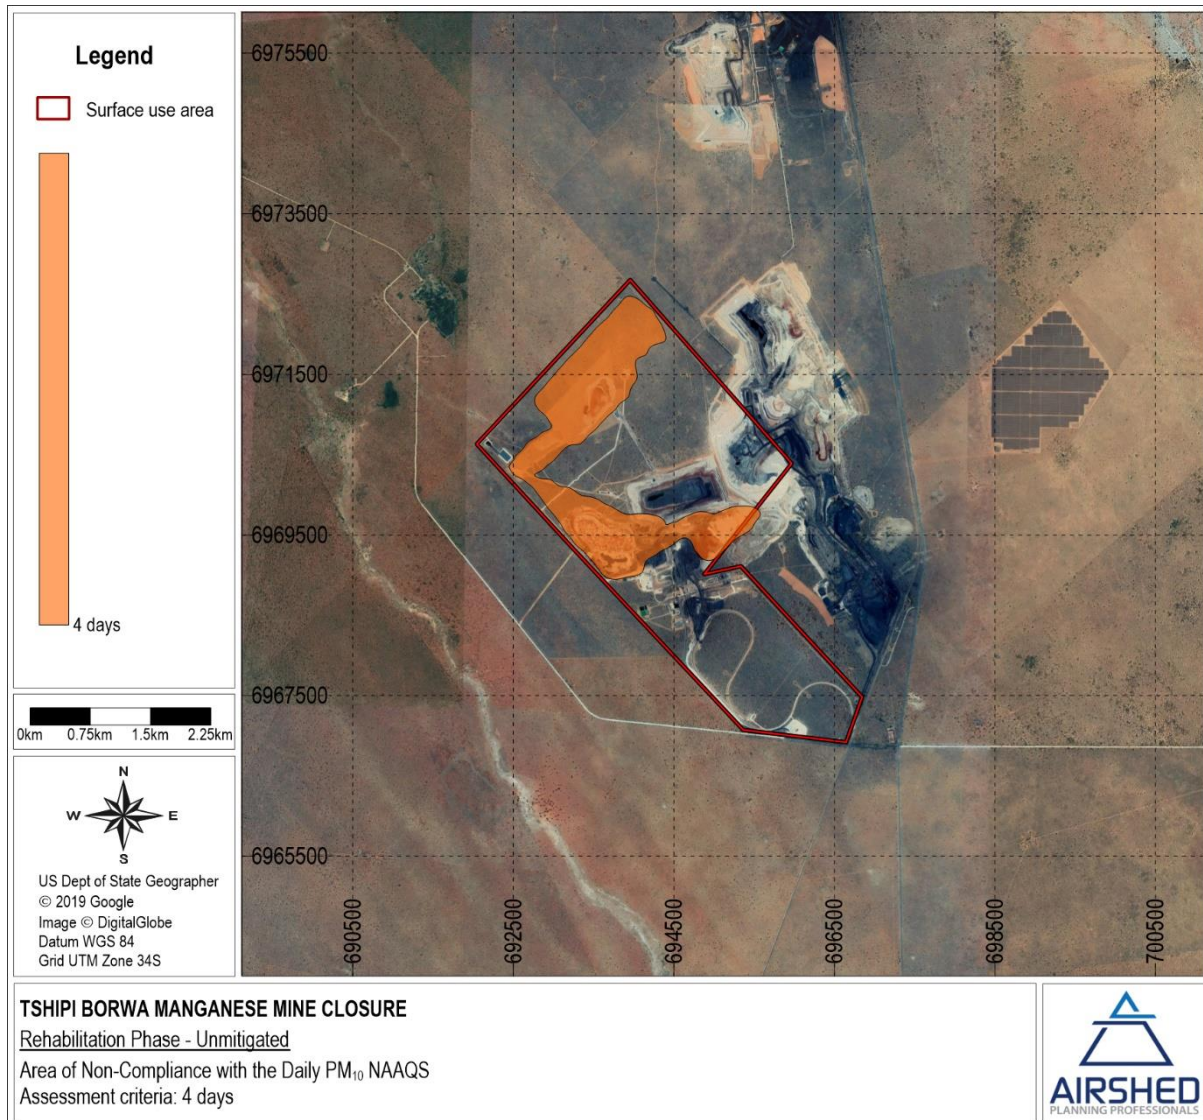 Legend
Surface use area
4 days
0km 0.75km 1.5km 2.25km
N
W E
S
US Dept of State Geographer
© 2019 Google
Image © DigitalGlobe
Datum WGS 84
Grid UTM Zone 34S
6975500
6973500
6971500
6969500
6967500
6965500
690500 692500 694500 696500 698500 700500
TSHIPI BORWA MANGANESE MINE CLOSURE
Rehabilitation Phase - Unmitigated
Area of Non-Compliance with the Daily PM₁₀ NAAQS
Assessment criteria: 4 days
AIRSHED
PLANNING PROFESSIONALS